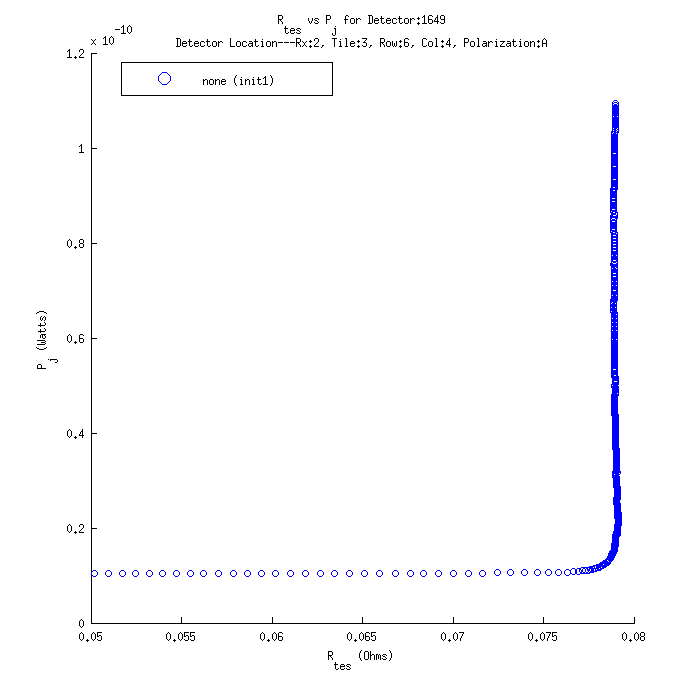 R_tes vs P_j for Detector:1649
Detector Location---Rx:2, Tile:3, Row:6, Col:4, Polarization:A
x 10^-10
none (init1)
1.2
1
0.8
0.6
0.4
0.2
0
P_j (Watts)
0.05 0.055 0.06 0.065 0.07 0.075 0.08
R_tes (Ohms)